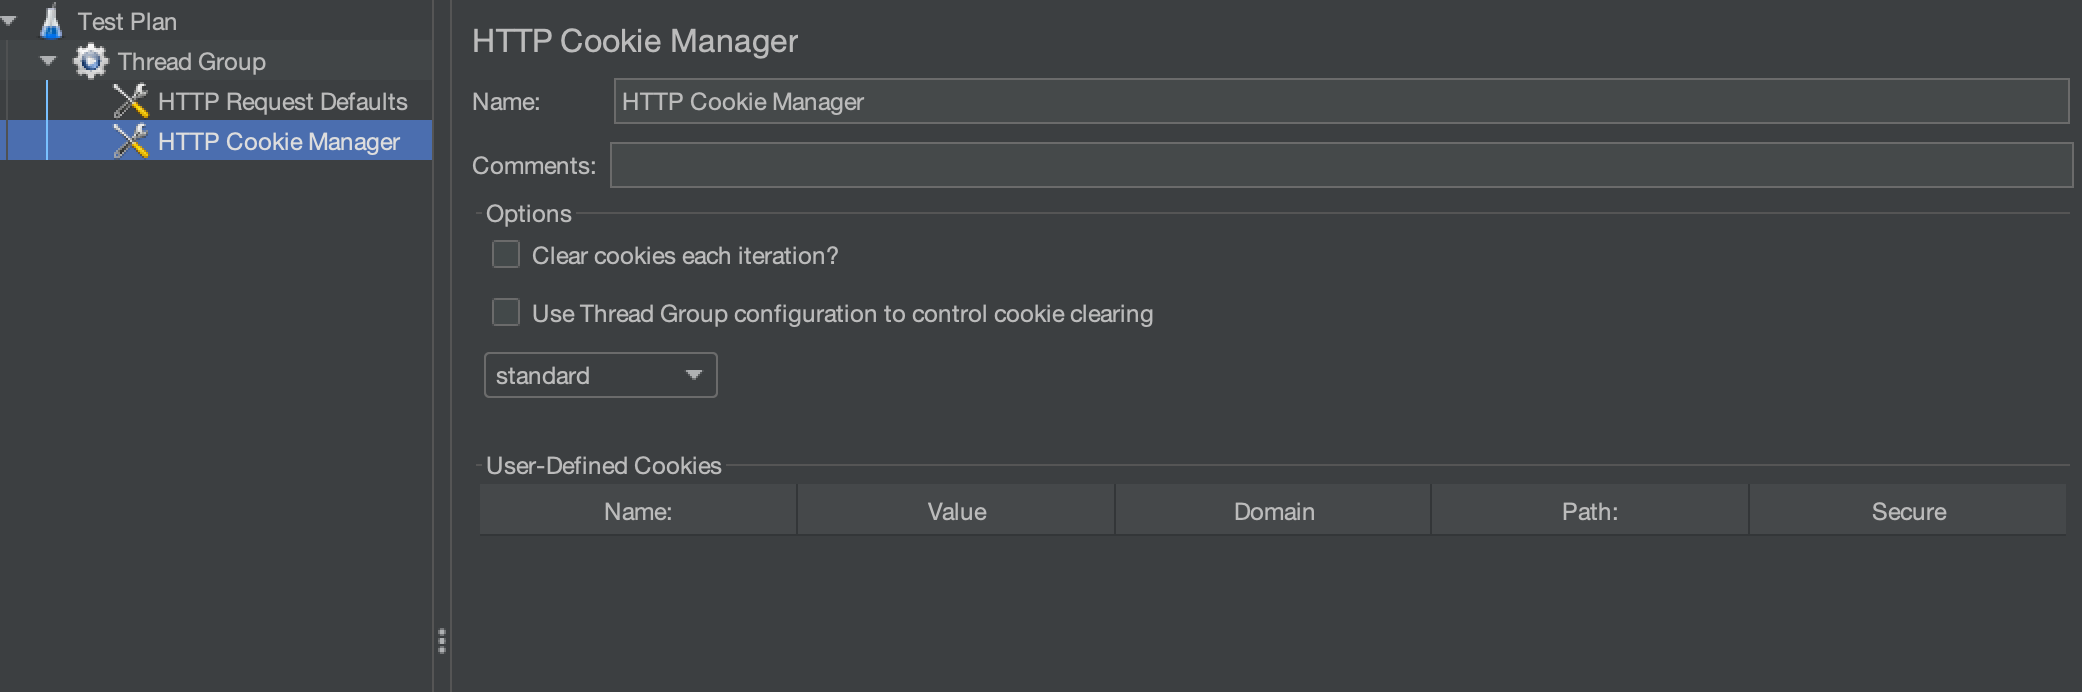 Test Plan
Thread Group
HTTP Request Defaults
HTTP Cookie Manager
HTTP Cookie Manager
Name: HTTP Cookie Manager
Comments:
Options
Clear cookies each iteration?
Use Thread Group configuration to control cookie clearing
standard
User-Defined Cookies
Name: Value Domain Path: Secure